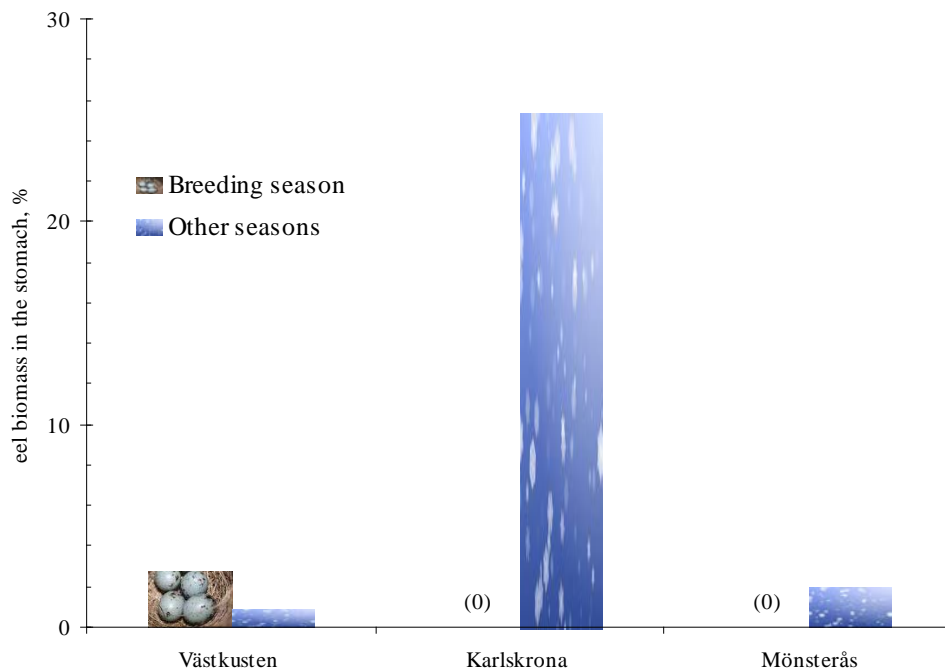 30
Breeding season
Other seasons
20
eel biomass in the stomach, %
10
(0)
(0)
0
Västkusten
Karlskrona
Mönsterås